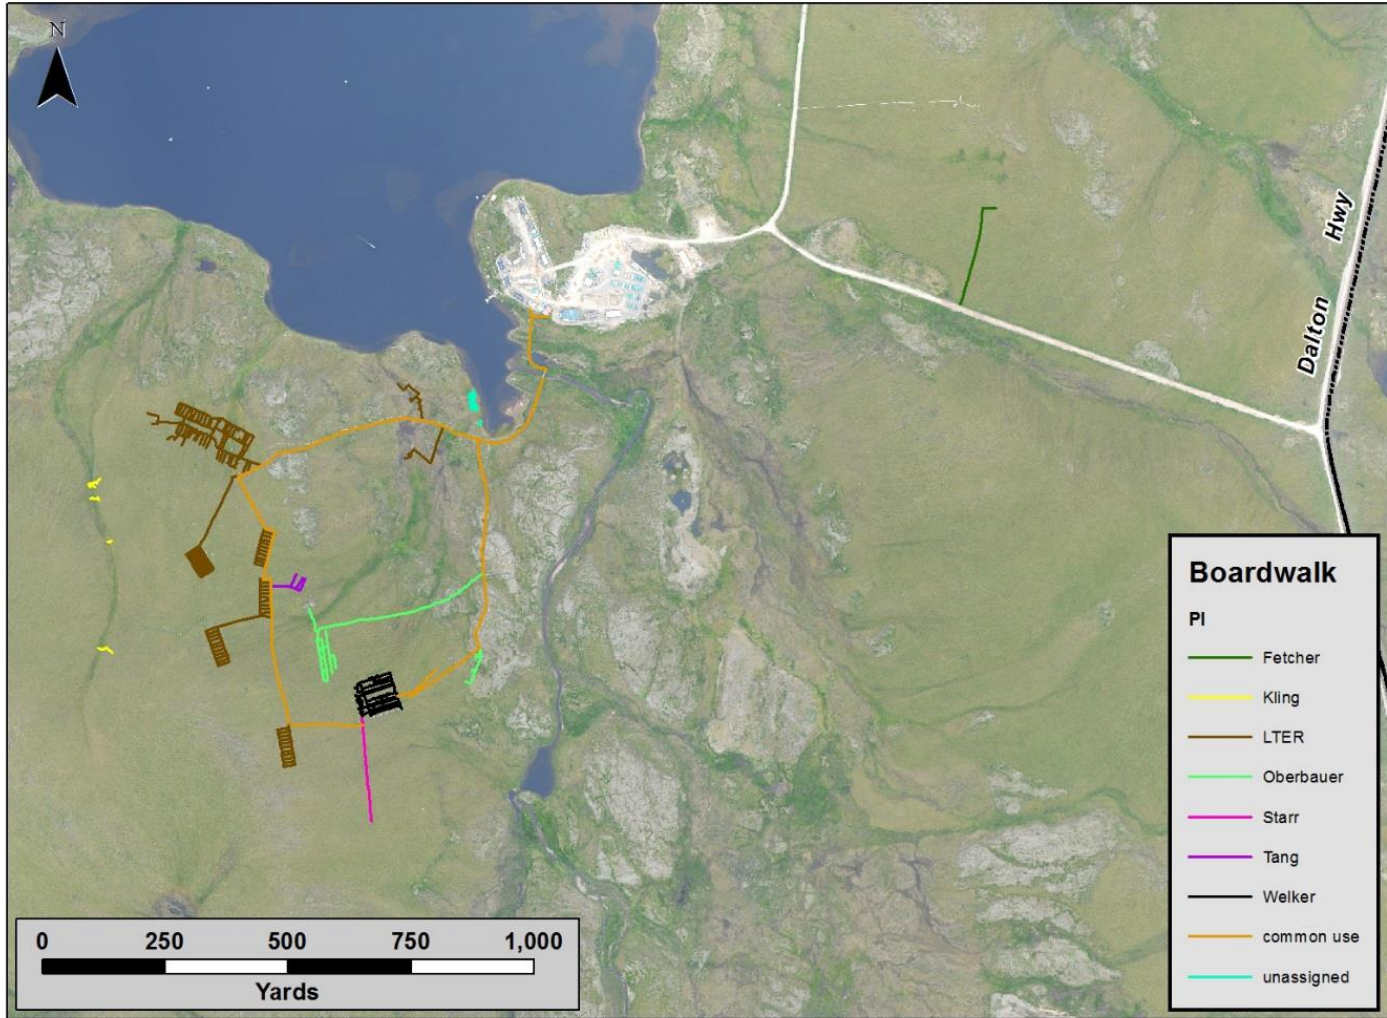 N
Dalton Hwy
Boardwalk
PI
Fetcher
Kling
LTER
Oberbauer
Starr
Tang
Welker
common use
unassigned
0 250 500 750 1,000
Yards